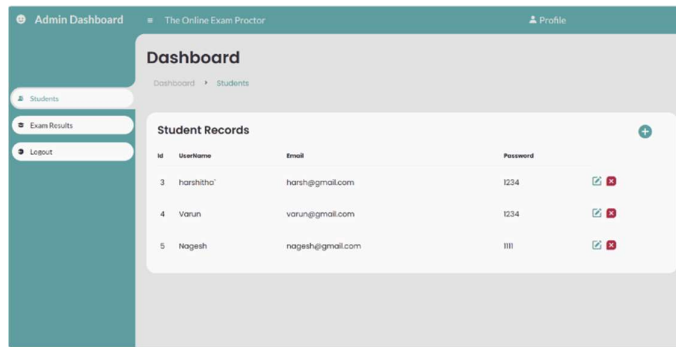 Admin Dashboard
The Online Exam Proctor
Profile
Dashboard
Dashboard Students
Students
Exam Results
Logout
Student Records
Id UserName Email Password
3 harshitha` harsh@gmail.com 1234
4 Varun varun@gmail.com 1234
5 Nagesh nagesh@gmail.com 1111